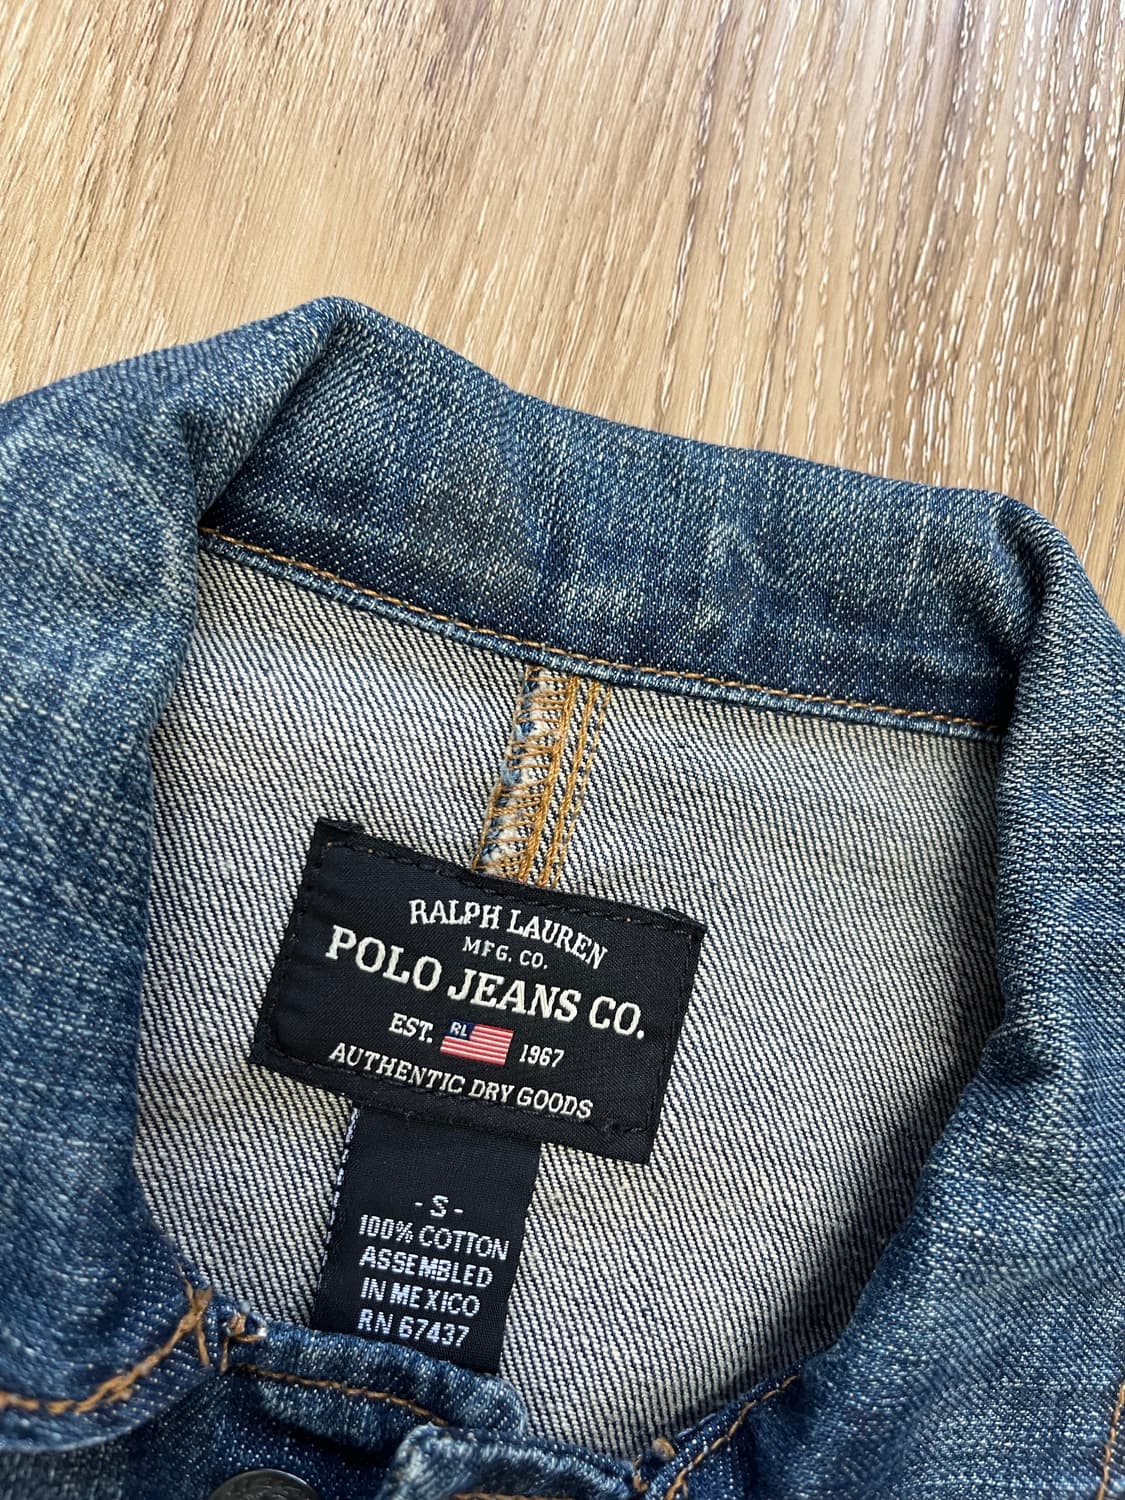 RALPH LAUREN
MFG. CO.
POLO JEANS CO.
EST. RL 1967
AUTHENTIC DRY GOODS
- S -
100% COTTON
ASSEMBLED
IN MEXICO
RN 67437